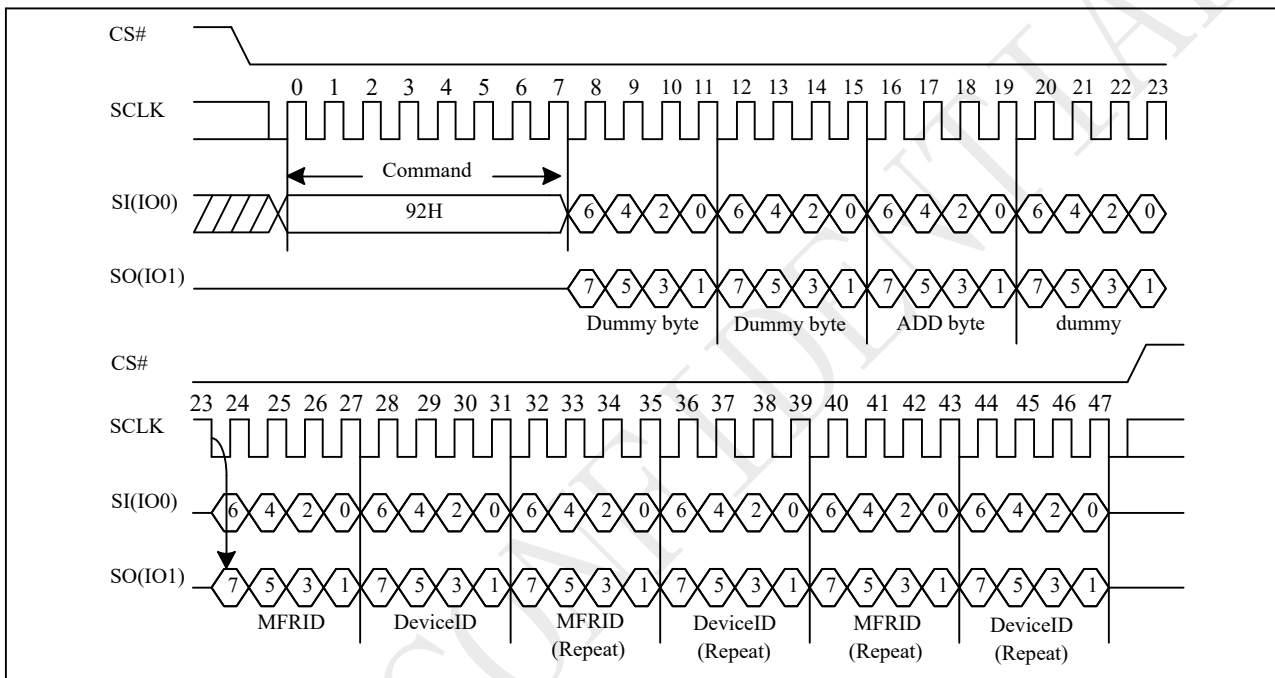 CS#
0 1 2 3 4 5 6 7 8 9 10 11 12 13 14 15 16 17 18 19 20 21 22 23
SCLK
Command
SI(IO0) 92H 6 4 2 0 6 4 2 0 6 4 2 0 6 4 2 0
SO(IO1) 7 5 3 1 7 5 3 1 7 5 3 1 7 5 3 1
Dummy byte Dummy byte ADD byte dummy
CS#
23 24 25 26 27 28 29 30 31 32 33 34 35 36 37 38 39 40 41 42 43 44 45 46 47
SCLK
SI(IO0) 6 4 2 0 6 4 2 0 6 4 2 0 6 4 2 0 6 4 2 0 6 4 2 0
SO(IO1) 7 5 3 1 7 5 3 1 7 5 3 1 7 5 3 1 7 5 3 1 7 5 3 1
MFRID DeviceID MFRID DeviceID MFRID DeviceID
(Repeat) (Repeat) (Repeat) (Repeat)
CONFIDENTIAL